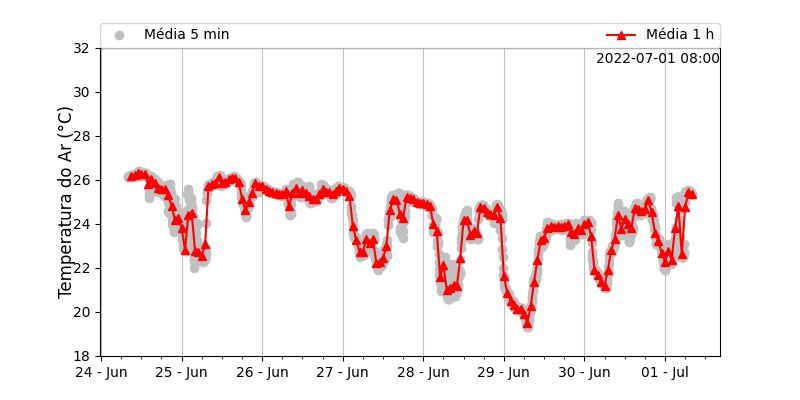 Média 5 min
Média 1 h
2022-07-01 08:00
Temperatura do Ar (°C)
32
30
28
26
24
22
20
18
24 - Jun
25 - Jun
26 - Jun
27 - Jun
28 - Jun
29 - Jun
30 - Jun
01 - Jul